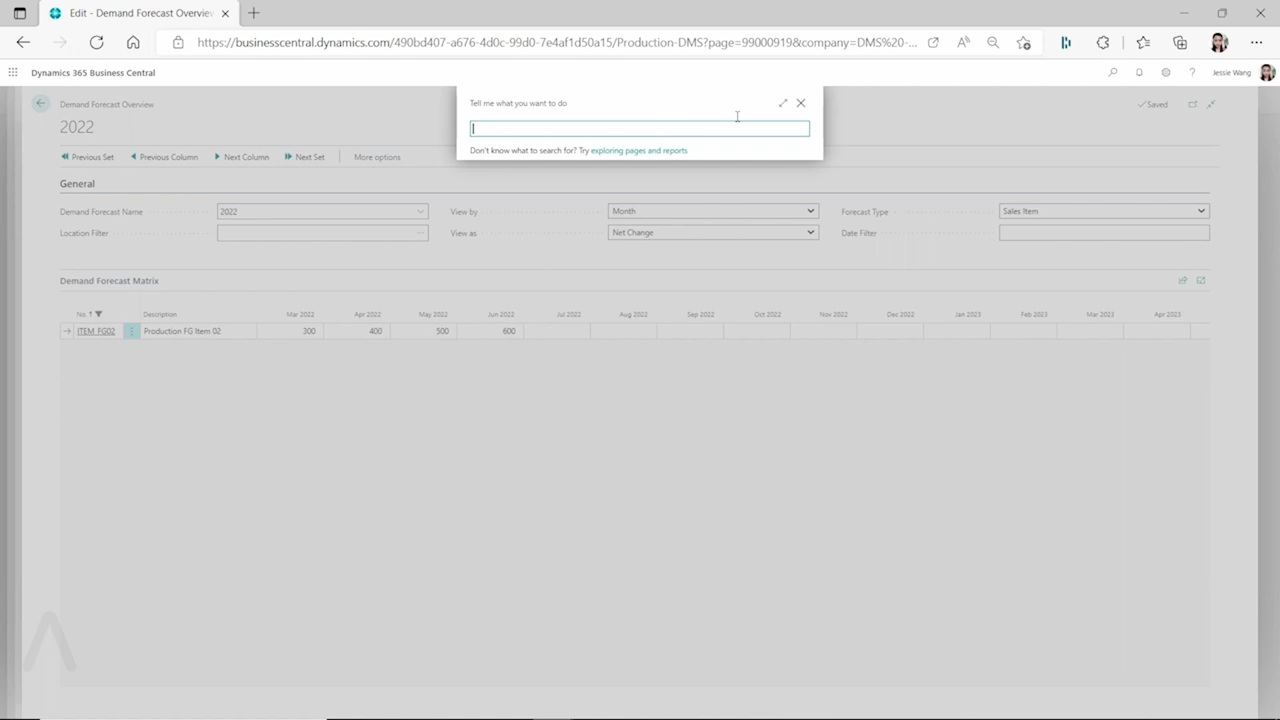 Edit - Demand Forecast Overview
https://businesscentral.dynamics.com/490bd407-a676-4d0c-99d0-7e4af1d50a15/Production-DMS?page=99000919&company=DMS%20-...
Dynamics 365 Business Central
Jessie Wang
Tell me what you want to do
Don't know what to search for? Try exploring pages and reports
Demand Forecast Overview
Saved
2022
Previous Set Previous Column Next Column Next Set More options
General
Demand Forecast Name 2022 View by Month Forecast Type Sales Item
Location Filter View as Net Change Date Filter
Demand Forecast Matrix
No. ↑ Description Mar 2022 Apr 2022 May 2022 Jun 2022 Jul 2022 Aug 2022 Sep 2022 Oct 2022 Nov 2022 Dec 2022 Jan 2023 Feb 2023 Mar 2023 Apr 2023
→ ITEM_FG02 Production FG Item 02 300 400 500 600